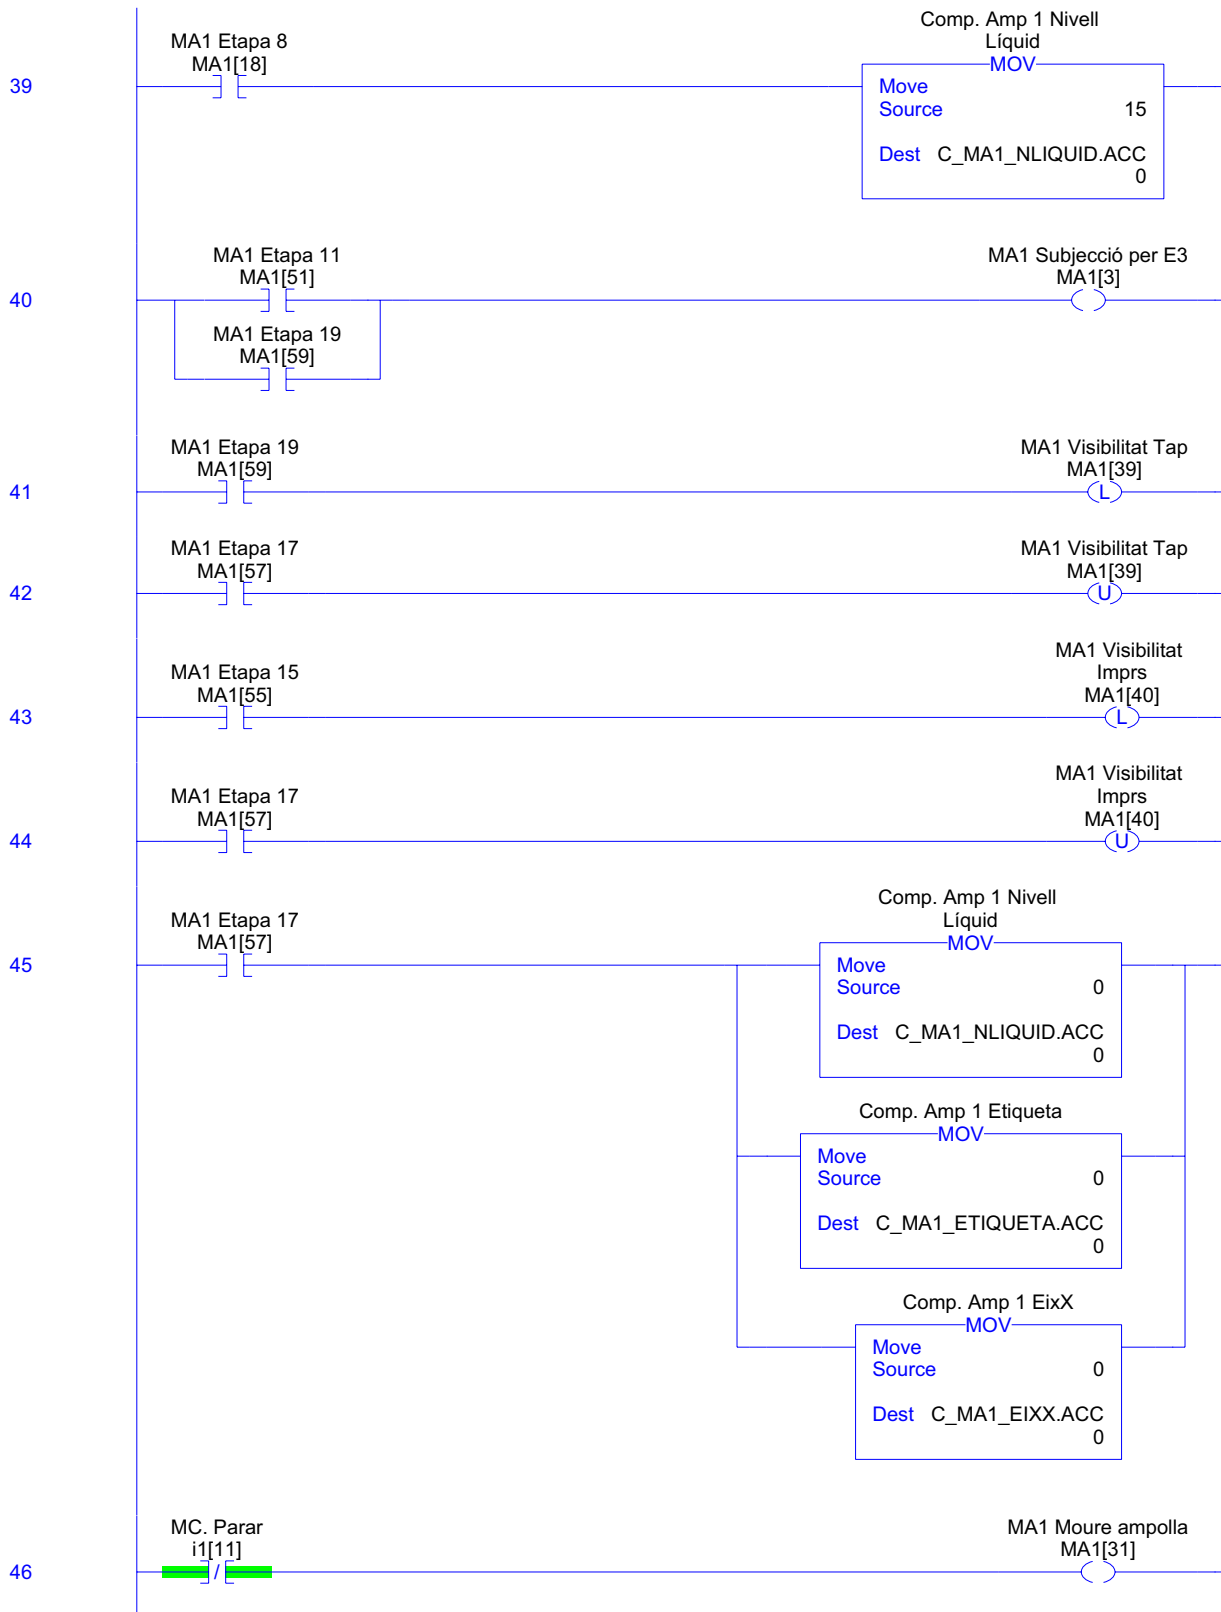 Comp. Amp 1 Nivell
Líquid
MA1 Etapa 8
MA1[18]
MOV
39
Move
Source 15
Dest C_MA1_NLIQUID.ACC
0
MA1 Etapa 11
MA1[51]
MA1 Subjecció per E3
MA1[3]
40
MA1 Etapa 19
MA1[59]
MA1 Etapa 19
MA1[59]
MA1 Visibilitat Tap
MA1[39]
41
L
MA1 Etapa 17
MA1[57]
MA1 Visibilitat Tap
MA1[39]
42
U
MA1 Etapa 15
MA1[55]
MA1 Visibilitat
Imprs
MA1[40]
43
L
MA1 Etapa 17
MA1[57]
MA1 Visibilitat
Imprs
MA1[40]
44
U
MA1 Etapa 17
MA1[57]
Comp. Amp 1 Nivell
Líquid
MOV
45
Move
Source 0
Dest C_MA1_NLIQUID.ACC
0
Comp. Amp 1 Etiqueta
MOV
Move
Source 0
Dest C_MA1_ETIQUETA.ACC
0
Comp. Amp 1 EixX
MOV
Move
Source 0
Dest C_MA1_EIXX.ACC
0
MC. Parar
i1[11]
MA1 Moure ampolla
MA1[31]
46
/